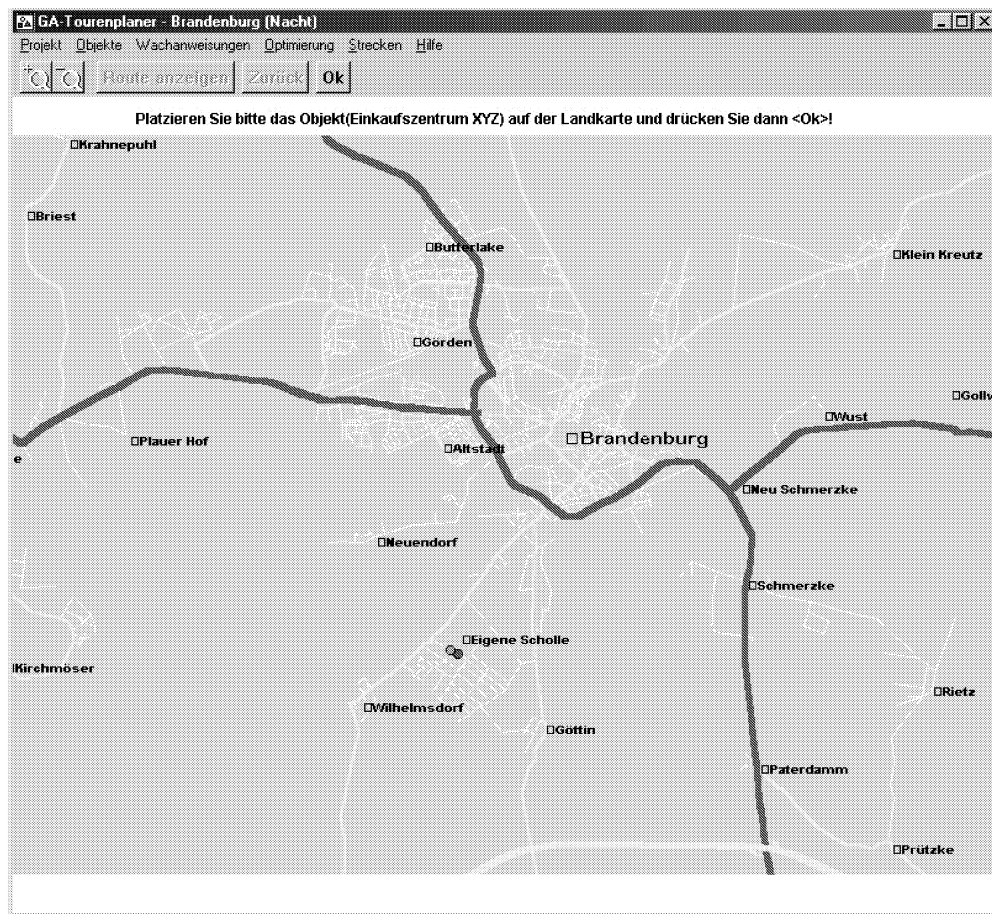 GA-Tourenplaner - Brandenburg (Nacht)
Projekt Objekte Wachanweisungen Optimierung Strecken Hilfe
Route anzeigen Zurück Ok
Platzieren Sie bitte das Objekt(Einkaufszentrum XYZ) auf der Landkarte und drücken Sie dann <Ok>!
Krahnepuhl
Briest
Butterlake
Klein Kreutz
Görden
Gollw
Wust
Plauer Hof
Altstadt
Brandenburg
e
Neu Schmerzke
Neuendorf
Schmerzke
Eigene Scholle
Kirchmöser
Rietz
Wilhelmsdorf
Göttin
Paterdamm
Prützke